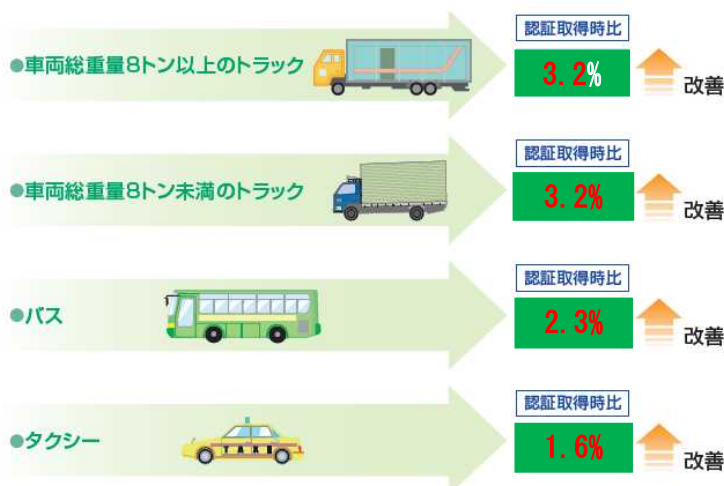 認証取得時比
●車両総重量8トン以上のトラック
3.2%
改善
認証取得時比
●車両総重量8トン未満のトラック
3.2%
改善
認証取得時比
●バス
2.3%
改善
認証取得時比
●タクシー
TAXI
1.6%
改善